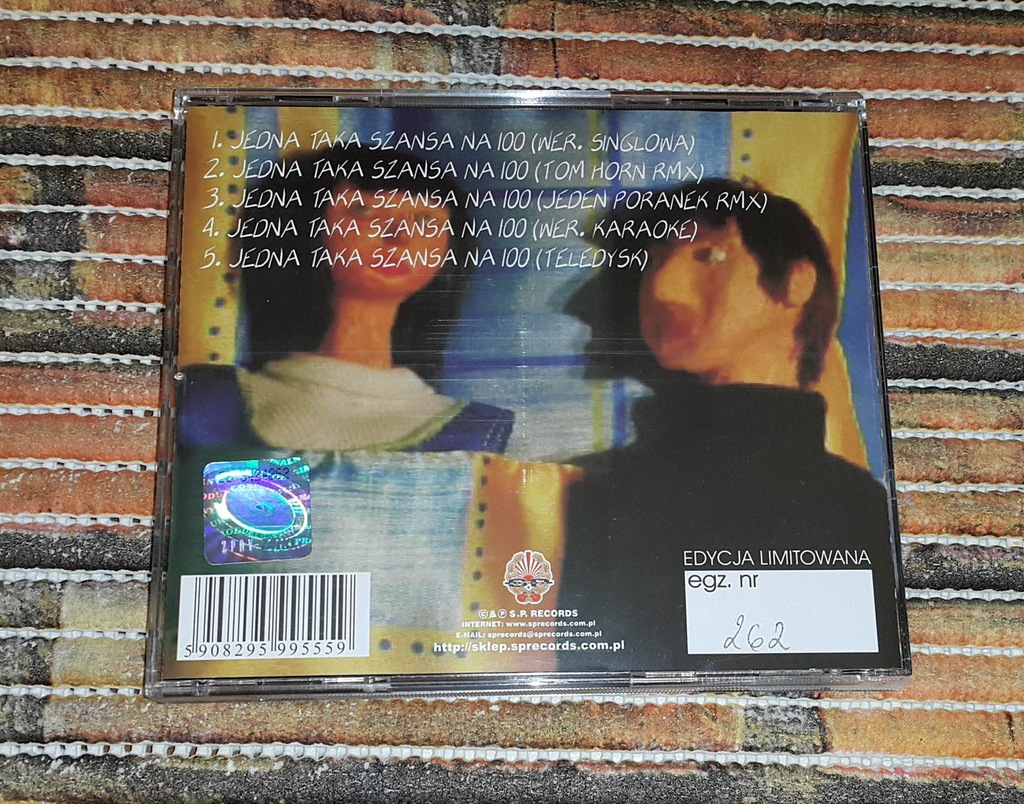 1. JEDNA TAKA SZANSA NA 100 (WER. SINGLOWA)
2. JEDNA TAKA SZANSA NA 100 (TOM HORN RMX)
3. JEDNA TAKA SZANSA NA 100 (JEDEN PORANEK RMX)
4. JEDNA TAKA SZANSA NA 100 (WER. KARAOKE)
5. JEDNA TAKA SZANSA NA 100 (TELEDYSK)
ZPAV
5 908295 995559
© & ℗ S.P. RECORDS
INTERNET: www.sprecords.com.pl
E-MAIL: sprecords@sprecords.com.pl
http://sklep.sprecords.com.pl
EDYCJA LIMITOWANA
egz. nr
262